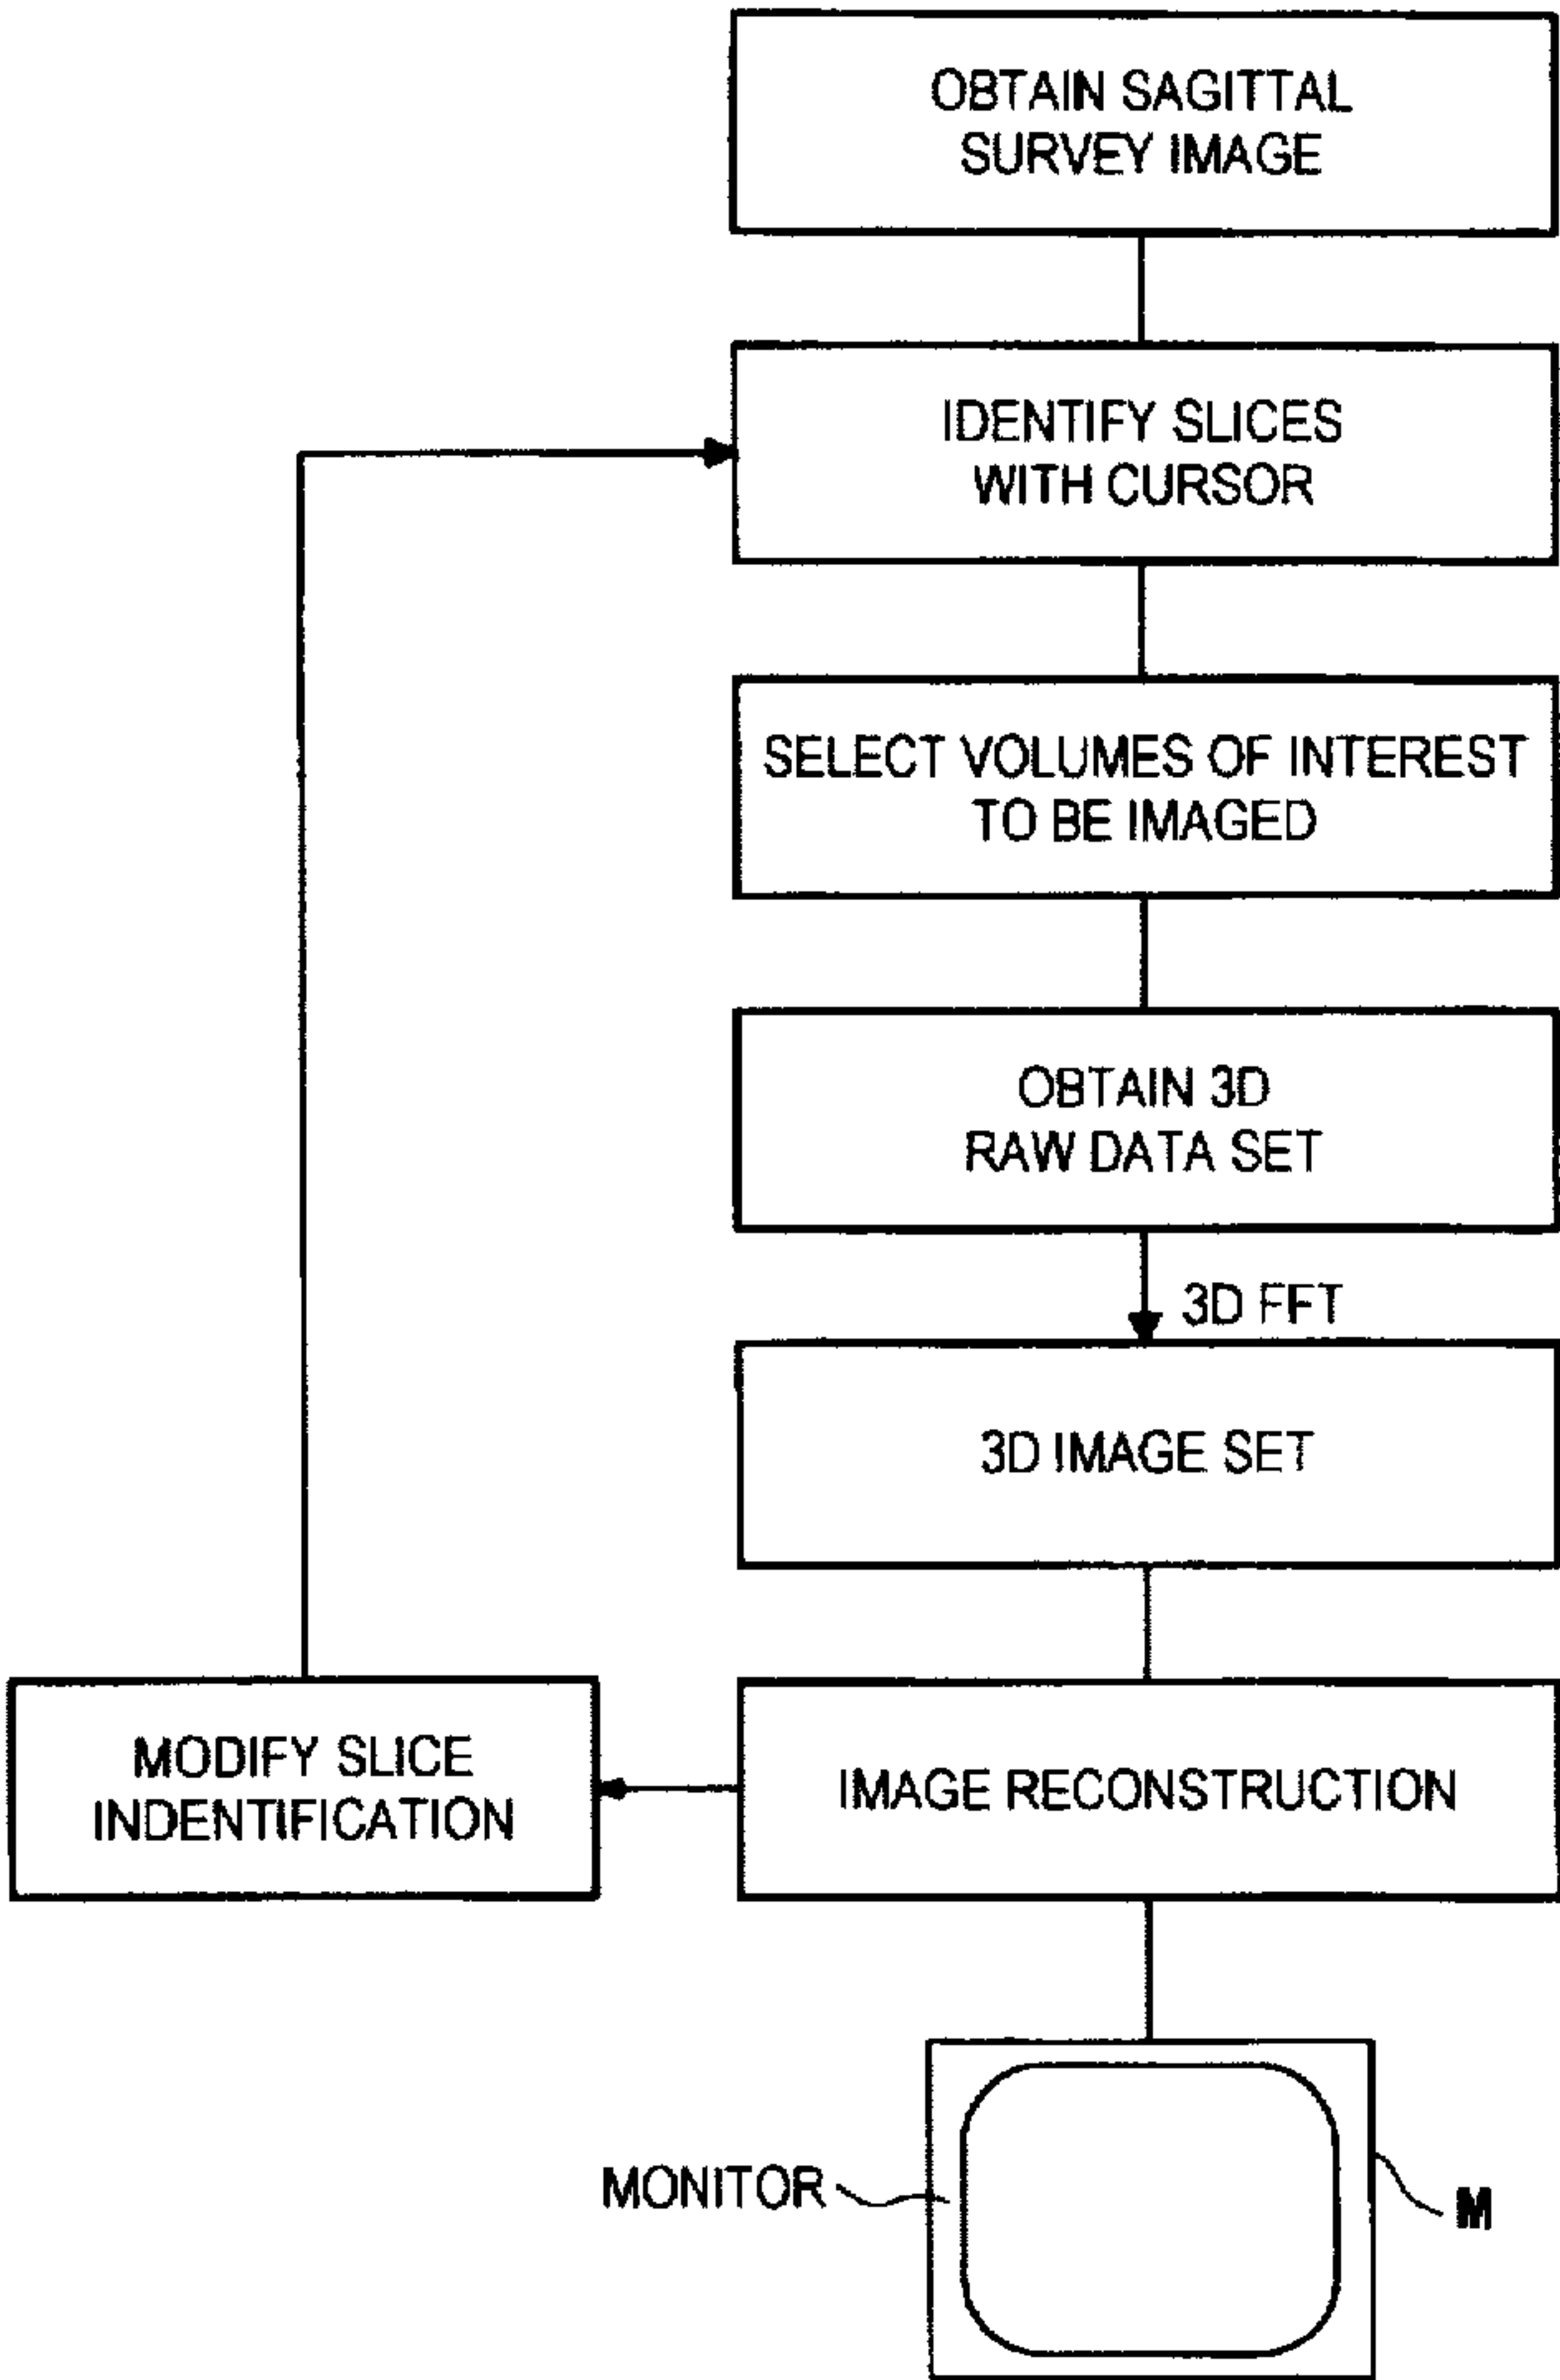 OBTAIN SAGITTAL
SURVEY IMAGE
IDENTIFY SLICES
WITH CURSOR
SELECT VOLUMES OF INTEREST
TO BE IMAGED
OBTAIN 3D
RAW DATA SET
3D FFT
3D IMAGE SET
MODIFY SLICE
INDENTIFICATION
IMAGE RECONSTRUCTION
MONITOR
M